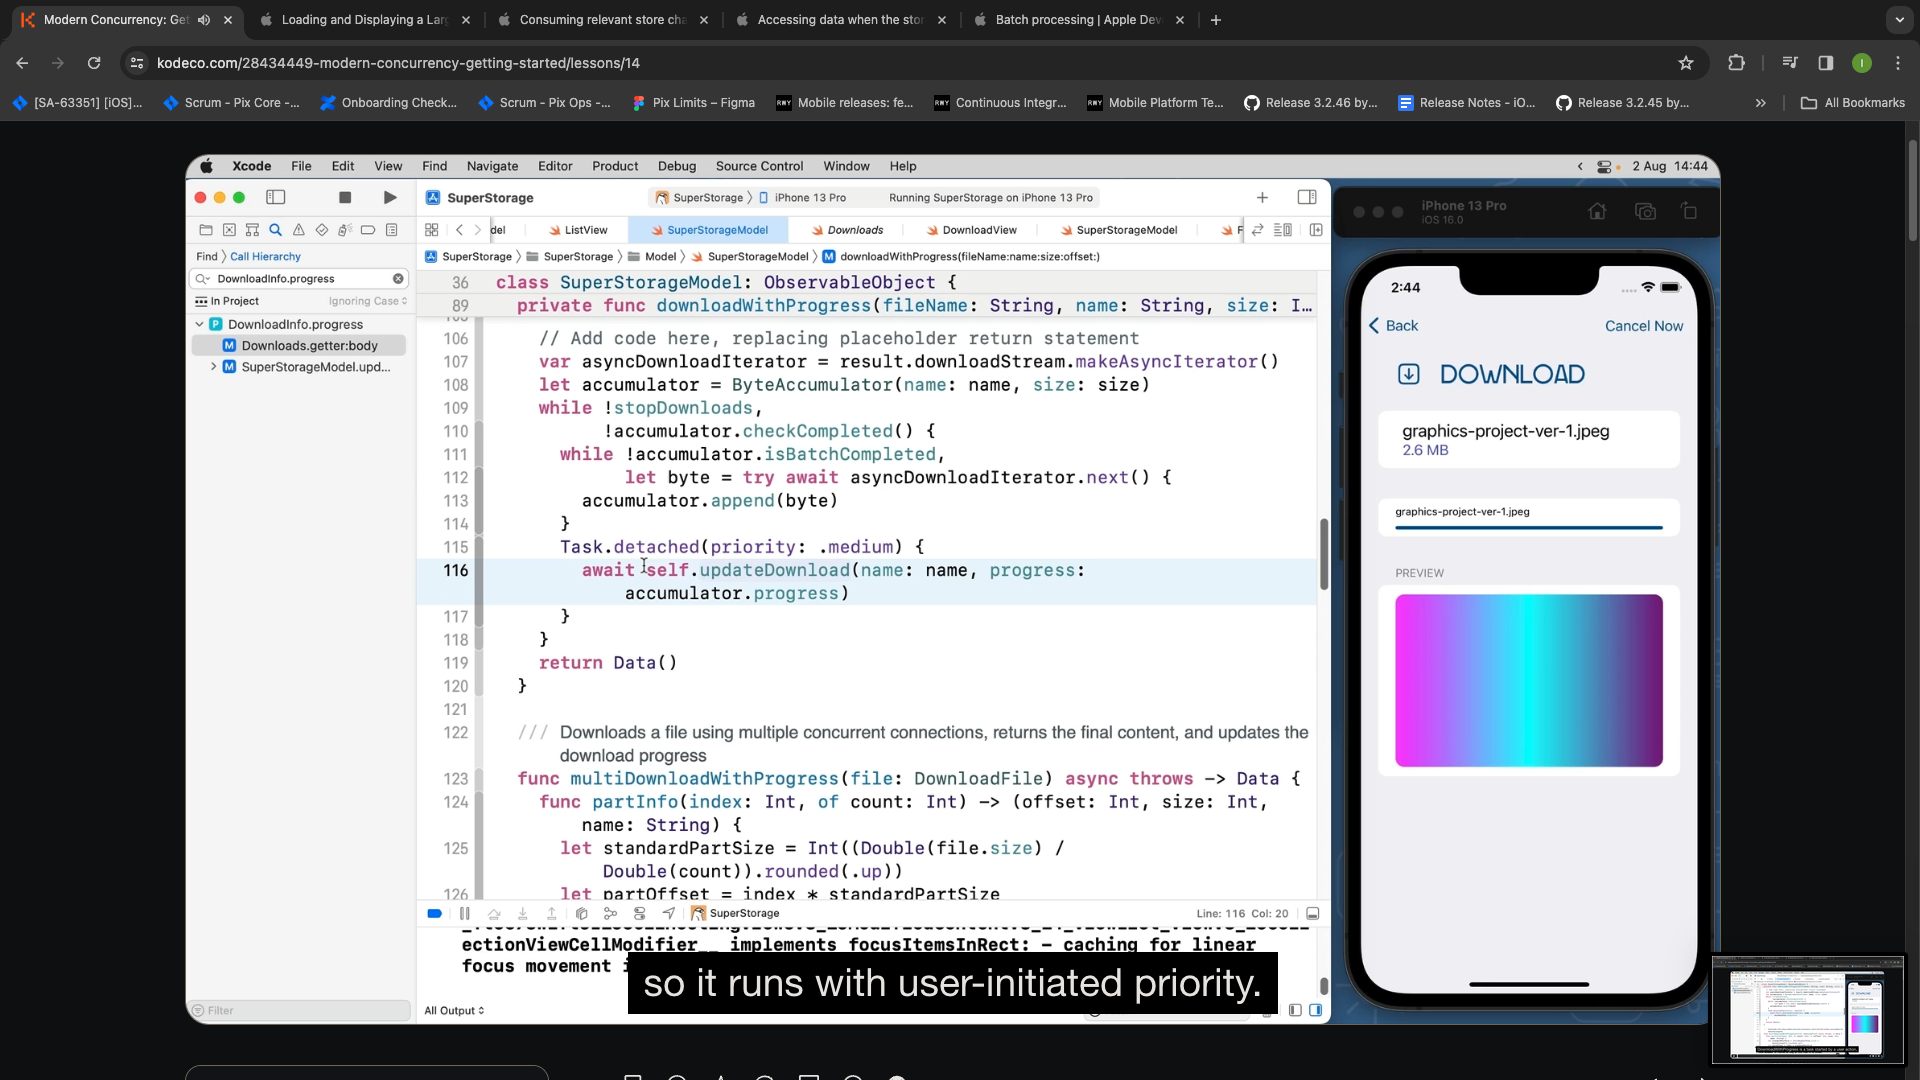 Modern Concurrency: Get
Loading and Displaying a Lar
Consuming relevant store cha
Accessing data when the stor
Batch processing | Apple Dev
kodeco.com/28434449-modern-concurrency-getting-started/lessons/14
I
[SA-63351] [iOS]...
Scrum - Pix Core -...
Onboarding Check...
Scrum - Pix Ops -...
Pix Limits – Figma
Mobile releases: fe...
Continuous Integr...
Mobile Platform Te...
Release 3.2.46 by...
Release Notes - iO...
Release 3.2.45 by...
All Bookmarks
Xcode File Edit View Find Navigate Editor Product Debug Source Control Window Help
2 Aug 14:44
SuperStorage
SuperStorage
iPhone 13 Pro
Running SuperStorage on iPhone 13 Pro
del
ListView
SuperStorageModel
Downloads
DownloadView
SuperStorageModel
F
Find
Call Hierarchy
DownloadInfo.progress
In Project
Ignoring Case
DownloadInfo.progress
Downloads.getter:body
SuperStorageModel.upd...
Filter
SuperStorage
SuperStorage
Model
SuperStorageModel
downloadWithProgress(fileName:name:size:offset:)
36 class SuperStorageModel: ObservableObject {
89 private func downloadWithProgress(fileName: String, name: String, size: I...
106 // Add code here, replacing placeholder return statement
107 var asyncDownloadIterator = result.downloadStream.makeAsyncIterator()
108 let accumulator = ByteAccumulator(name: name, size: size)
109 while !stopDownloads,
110 !accumulator.checkCompleted() {
111 while !accumulator.isBatchCompleted,
112 let byte = try await asyncDownloadIterator.next() {
113 accumulator.append(byte)
114 }
115 Task.detached(priority: .medium) {
116 await self.updateDownload(name: name, progress:
accumulator.progress)
117 }
118 }
119 return Data()
120 }
121
122 /// Downloads a file using multiple concurrent connections, returns the final content, and updates the
download progress
123 func multiDownloadWithProgress(file: DownloadFile) async throws -> Data {
124 func partInfo(index: Int, of count: Int) -> (offset: Int, size: Int,
name: String) {
125 let standardPartSize = Int((Double(file.size) /
Double(count)).rounded(.up))
126 let partOffset = index * standardPartSize
SuperStorage
Line: 116 Col: 20
ectionViewCellModifier__ implements focusItemsInRect: - caching for linear
focus movement i
All Output
so it runs with user-initiated priority.
iPhone 13 Pro
iOS 16.0
2:44
Back
Cancel Now
DOWNLOAD
graphics-project-ver-1.jpeg
2.6 MB
graphics-project-ver-1.jpeg
PREVIEW